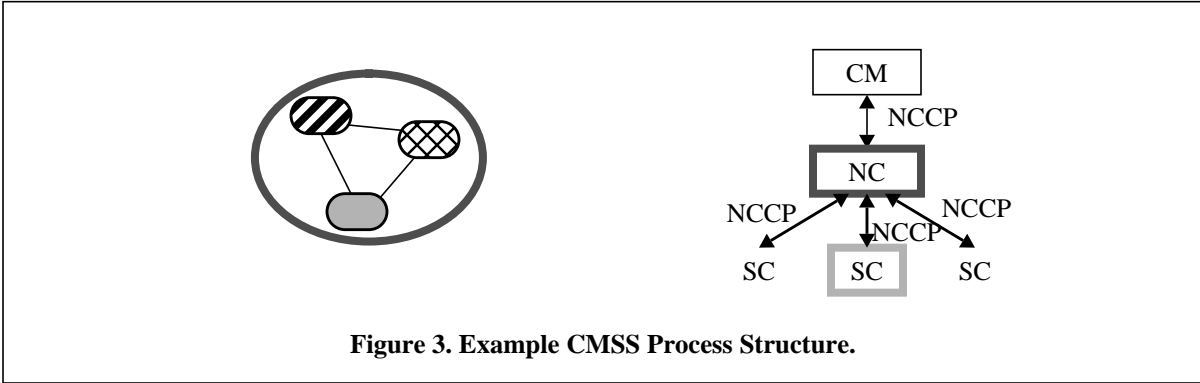 CM
NCCP
NC
NCCP
NCCP
NCCP
SC
SC
SC
Figure 3. Example CMSS Process Structure.